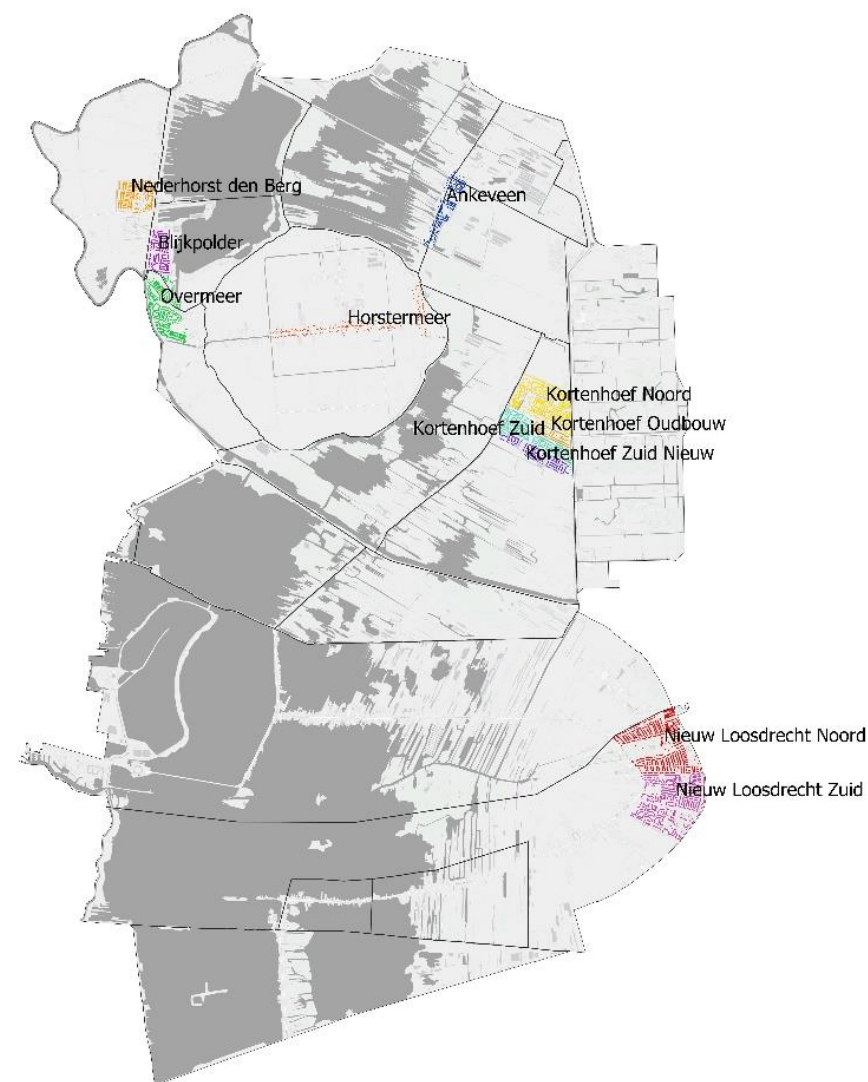 Nederhorst den Berg
Ankeveen
Blijkpolder
Overmeer
Horstermeer
Kortenhoef Noord
Kortenhoef Oudbouw
Kortenhoef Zuid
Kortenhoef Zuid Nieuw
Nieuw Loosdrecht Noord
Nieuw Loosdrecht Zuid